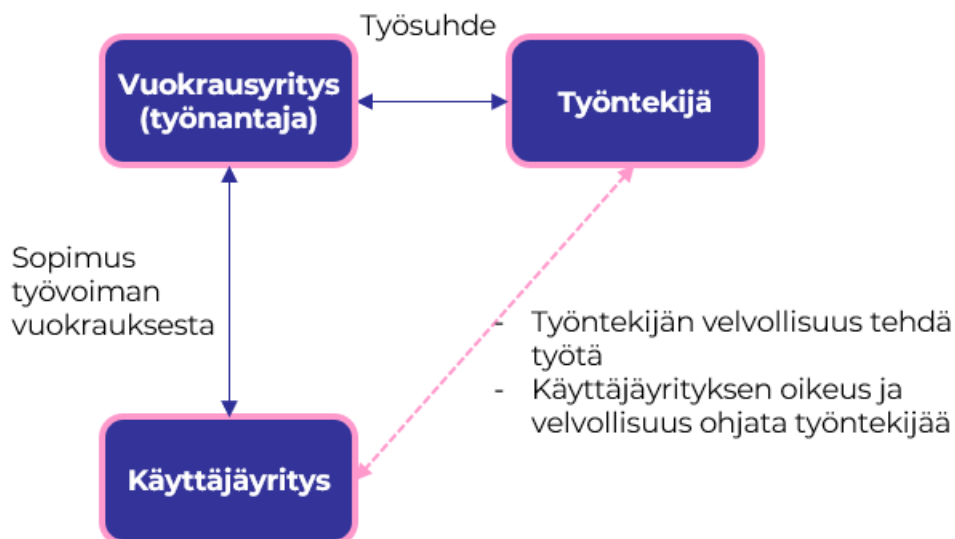 Työsuhde
Vuokrausyritys
(työnantaja)
Työntekijä
Sopimus
työvoiman
vuokrauksesta
- Työntekijän velvollisuus tehdä
työtä
- Käyttäjäyrityksen oikeus ja
velvollisuus ohjata työntekijää
Käyttäjäyritys